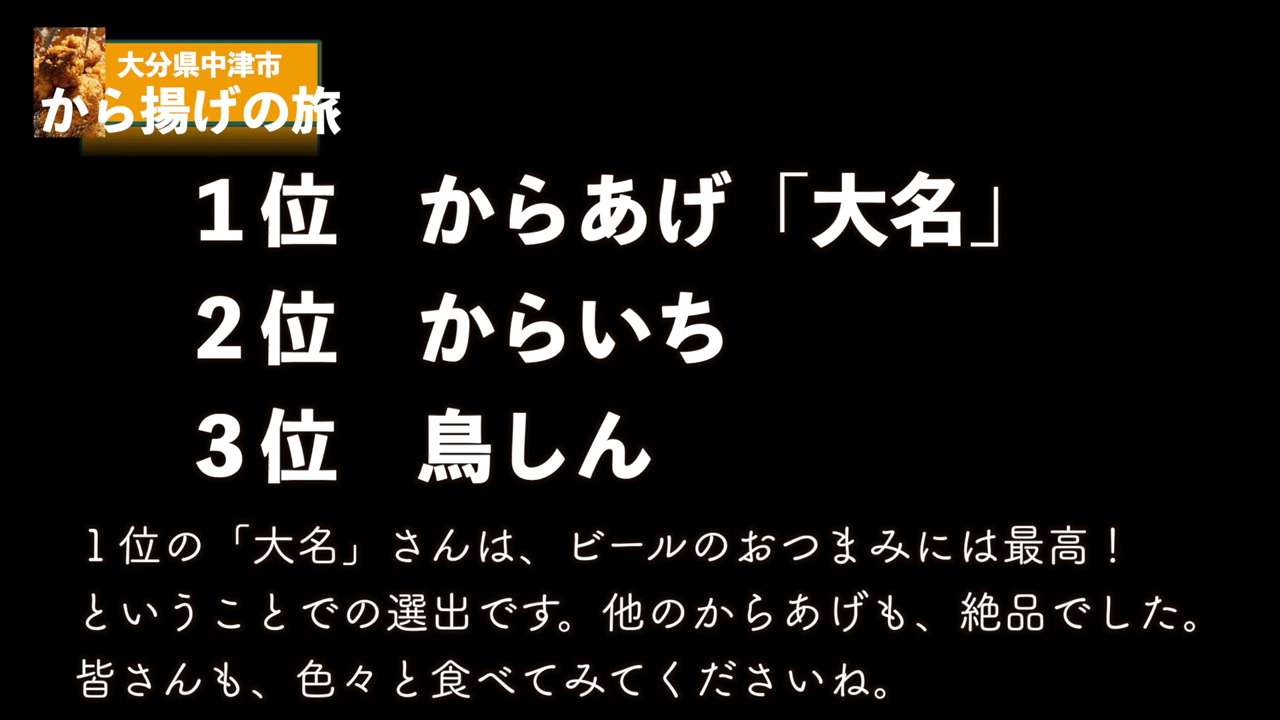 大分県中津市
から揚げの旅
１位　からあげ「大名」
２位　からいち
３位　鳥しん
１位の「大名」さんは、ビールのおつまみには最高！
ということでの選出です。他のからあげも、絶品でした。
皆さんも、色々と食べてみてくださいね。